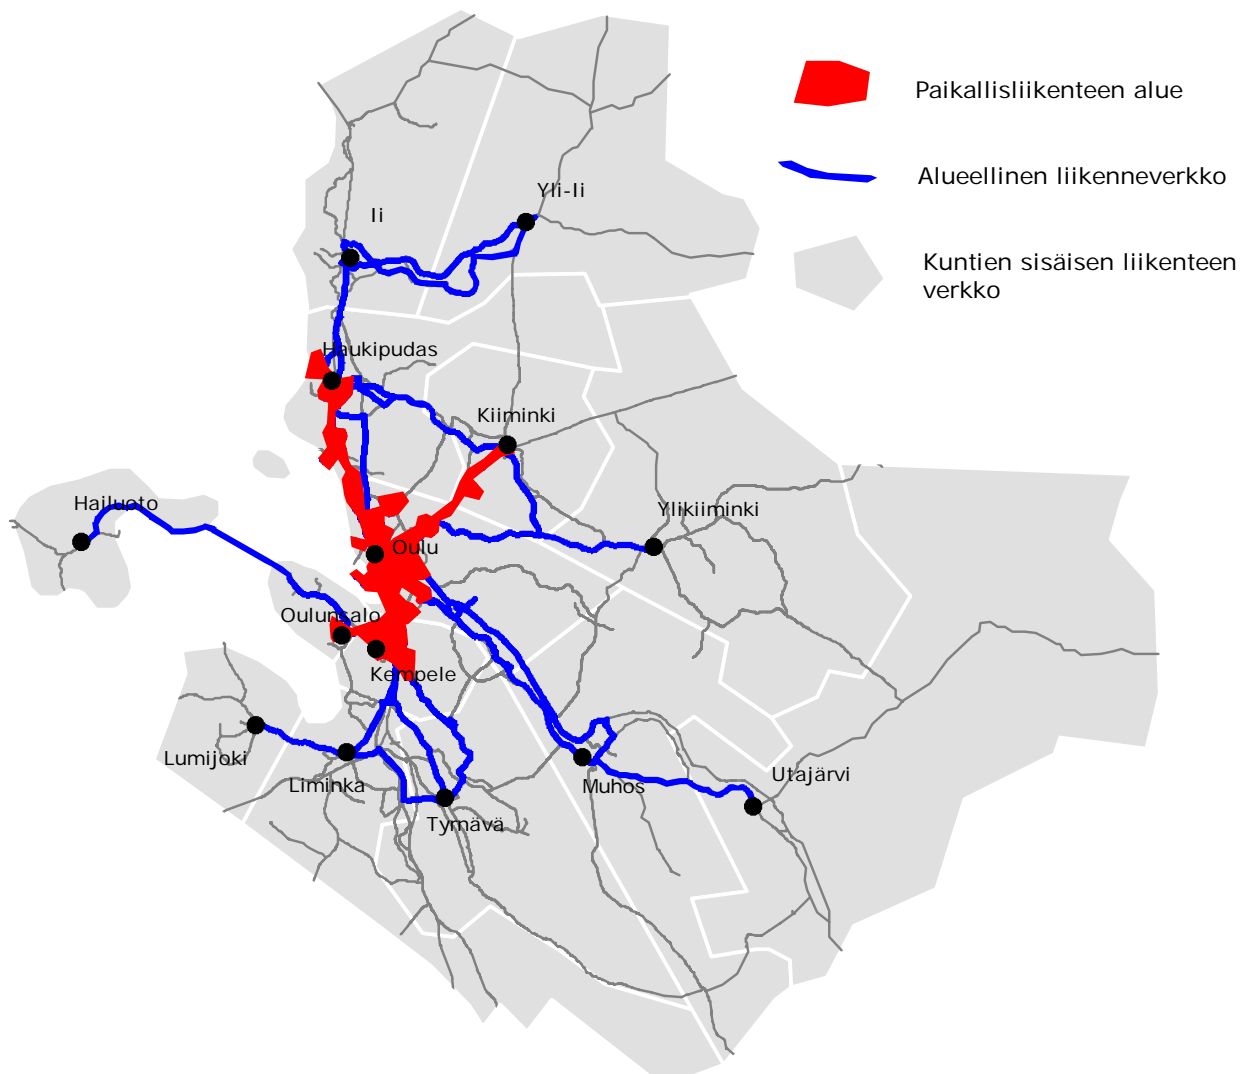 Paikallisliikenteen alue
Alueellinen liikenneverkko
Kuntien sisäisen liikenteen
verkko
Yli-Ii
Ii
Haukipudas
Kiiminki
Hailuoto
Ylikiiminki
Oulu
Oulunsalo
Kempele
Lumijoki
Liminka
Muhos
Utajärvi
Tyrnävä